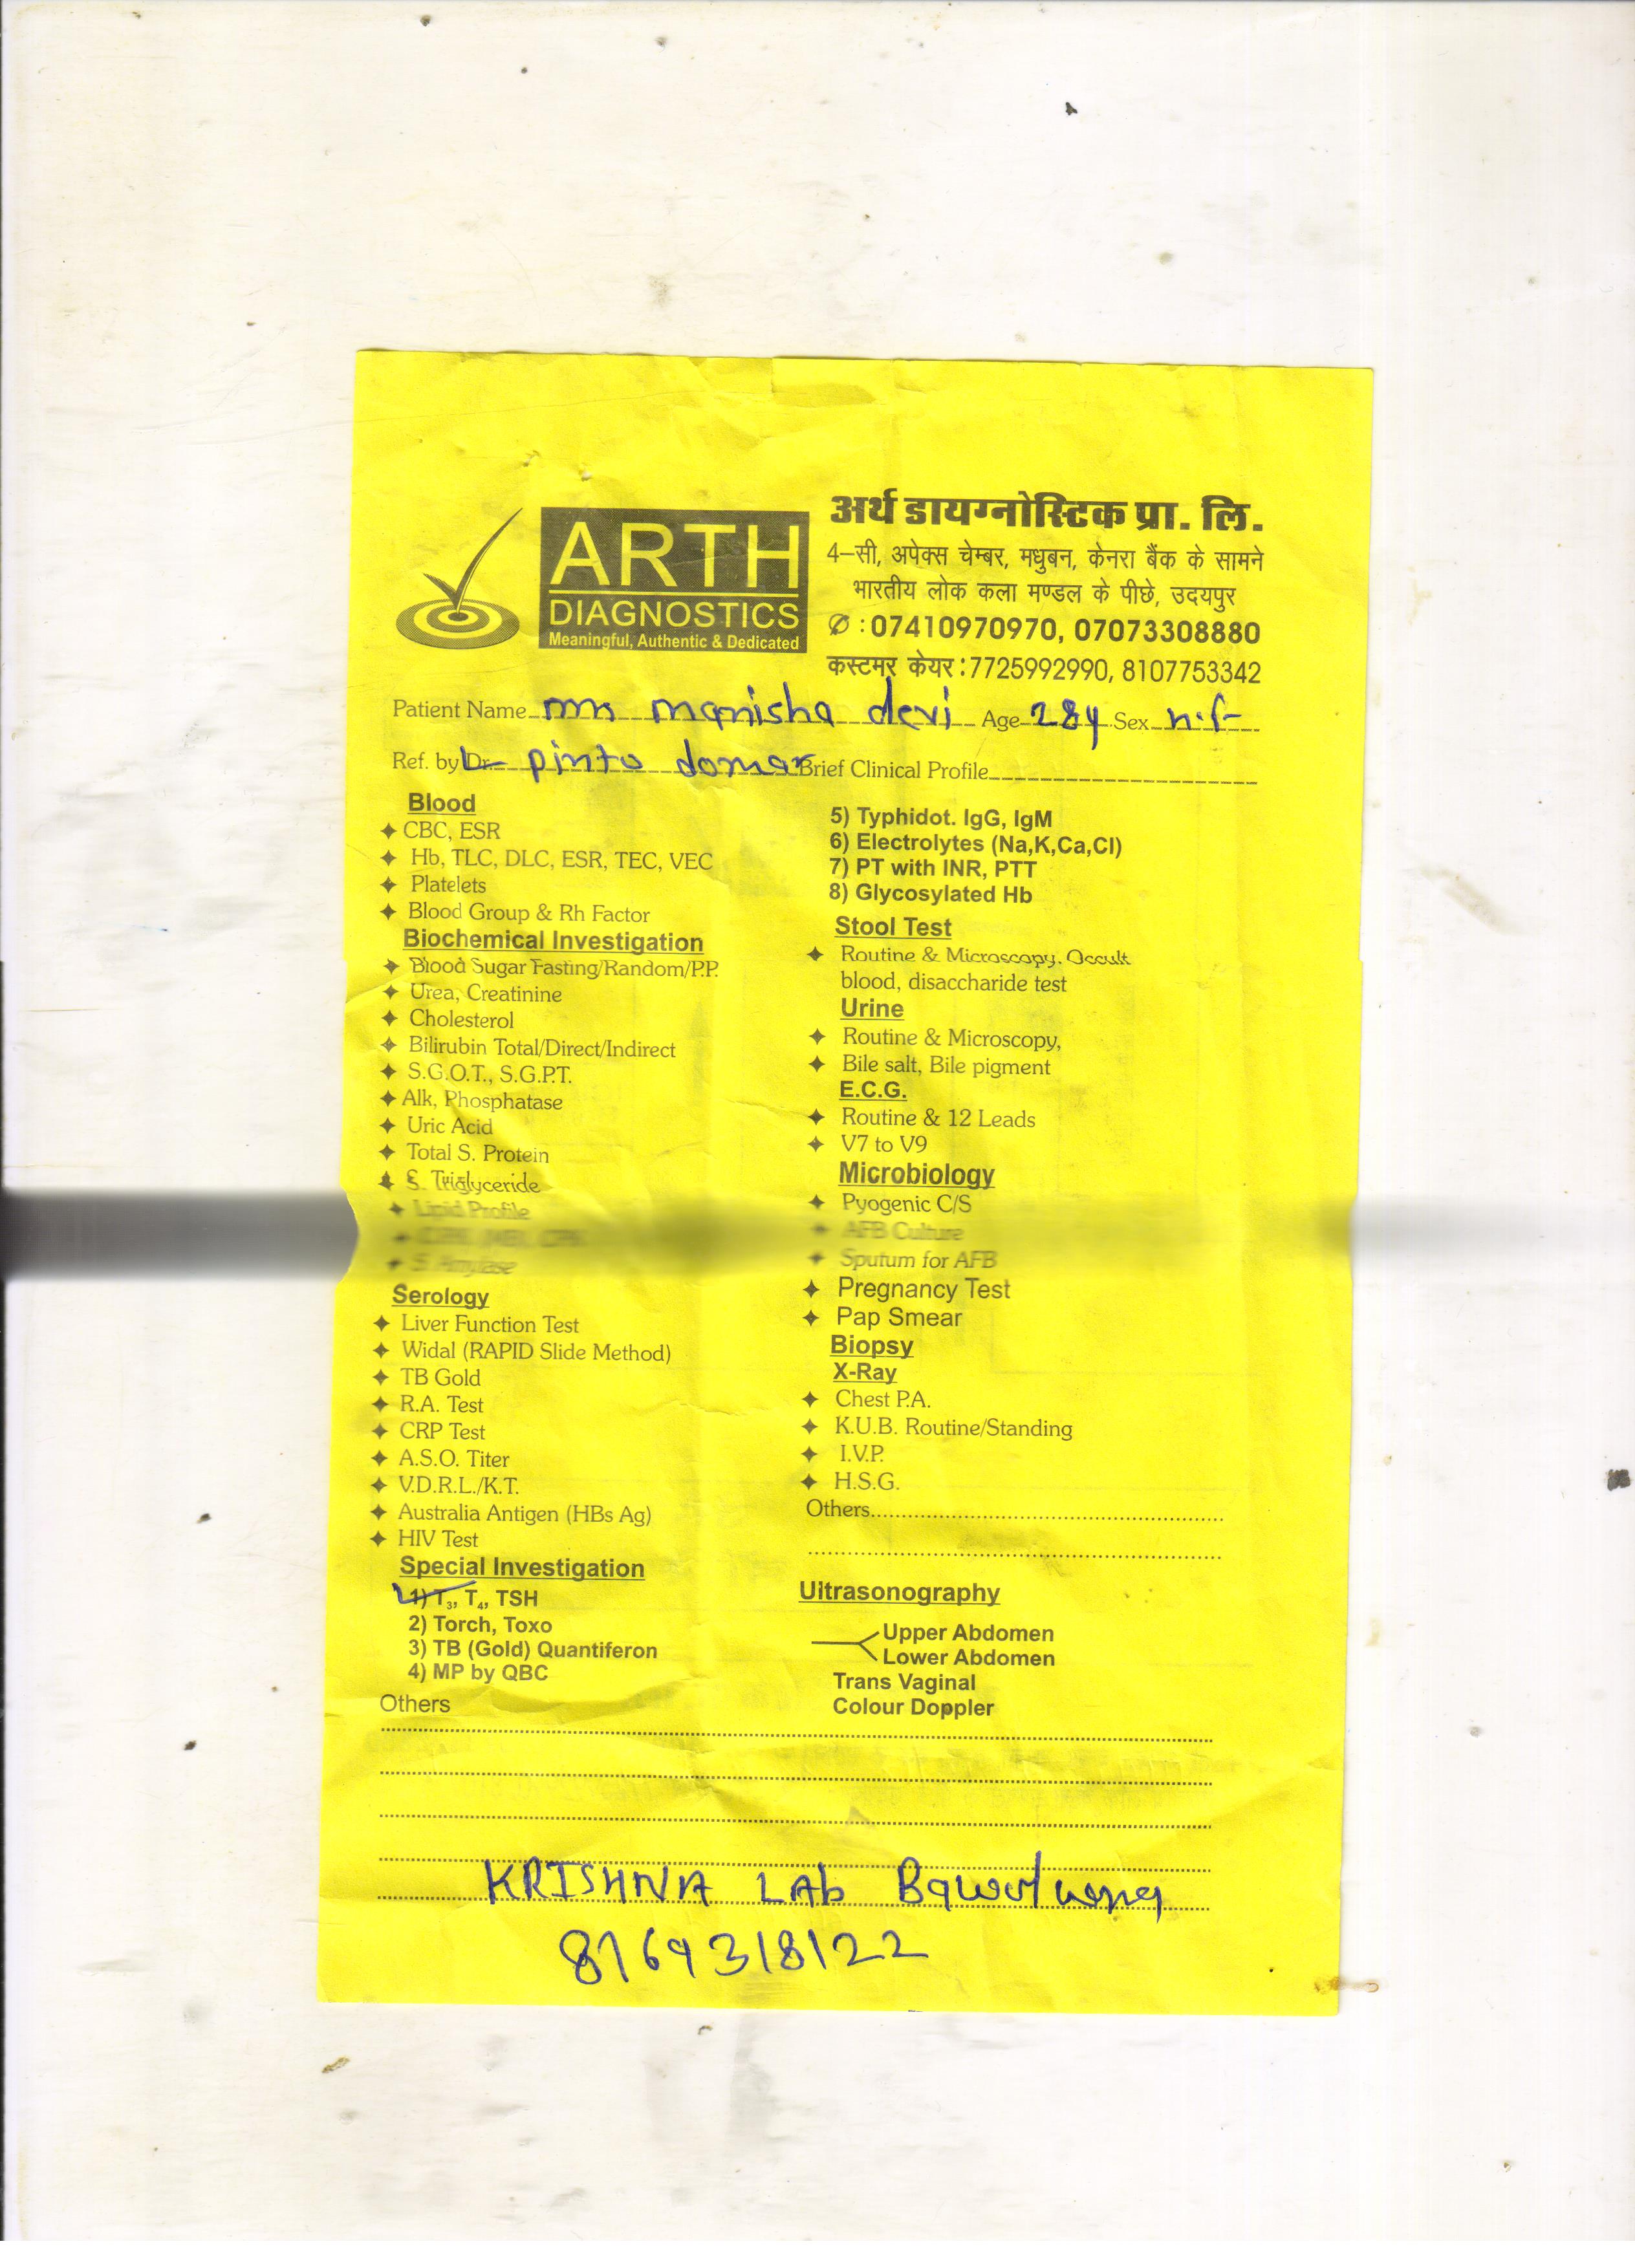 ARTH
DIAGNOSTICS
Meaningful, Authentic & Dedicated
अर्थ डायग्नोस्टिक प्रा. लि.
4–सी, अपेक्स चेम्बर, मधुबन, केनरा बैंक के सामने
भारतीय लोक कला मण्डल के पीछे, उदयपुर
✆ : 07410970970, 07073308880
कस्टमर केयर : 7725992990, 8107753342
Patient Name manisha devi Age 28y Sex
Ref. by Dr. pinto Brief Clinical Profile
Blood
CBC, ESR
Hb, TLC, DLC, ESR, TEC, VEC
Platelets
Blood Group & Rh Factor
Biochemical Investigation
Blood Sugar Fasting/Random/P.P.
Urea, Creatinine
Cholesterol
Bilirubin Total/Direct/Indirect
S.G.O.T., S.G.P.T.
Alk, Phosphatase
Uric Acid
Total S. Protein
S. Triglyceride
Lipid Profile
S. Amylase
Serology
Liver Function Test
Widal (RAPID Slide Method)
TB Gold
R.A. Test
CRP Test
A.S.O. Titer
V.D.R.L./K.T.
Australia Antigen (HBs Ag)
HIV Test
Special Investigation
1) T3, T4, TSH
2) Torch, Toxo
3) TB (Gold) Quantiferon
4) MP by QBC
Others
5) Typhidot. IgG, IgM
6) Electrolytes (Na,K,Ca,Cl)
7) PT with INR, PTT
8) Glycosylated Hb
Stool Test
Routine & Microscopy, Occult
blood, disaccharide test
Urine
Routine & Microscopy,
Bile salt, Bile pigment
E.C.G.
Routine & 12 Leads
V7 to V9
Microbiology
Pyogenic C/S
AFB Culture
Sputum for AFB
Pregnancy Test
Pap Smear
Biopsy
X-Ray
Chest P.A.
K.U.B. Routine/Standing
I.V.P.
H.S.G.
Others
Ultrasonography
Upper Abdomen
Lower Abdomen
Trans Vaginal
Colour Doppler
KRISHNA LAb
8769318122